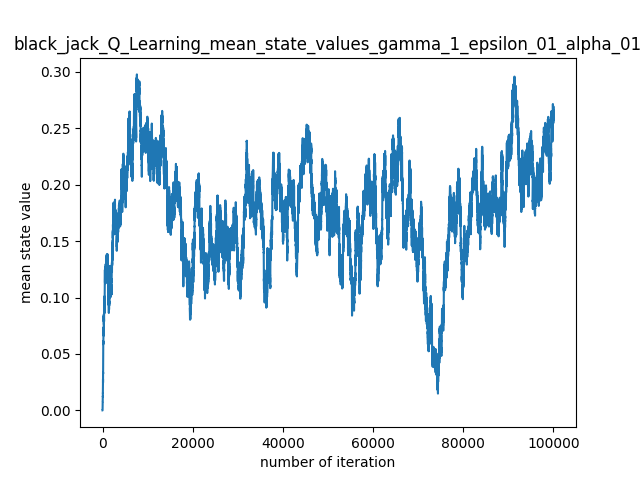 black_jack_Q_Learning_mean_state_values_gamma_1_epsilon_01_alpha_01
0.30
0.25
0.20
0.15
0.10
0.05
0.00
mean state value
0 20000 40000 60000 80000 100000
number of iteration